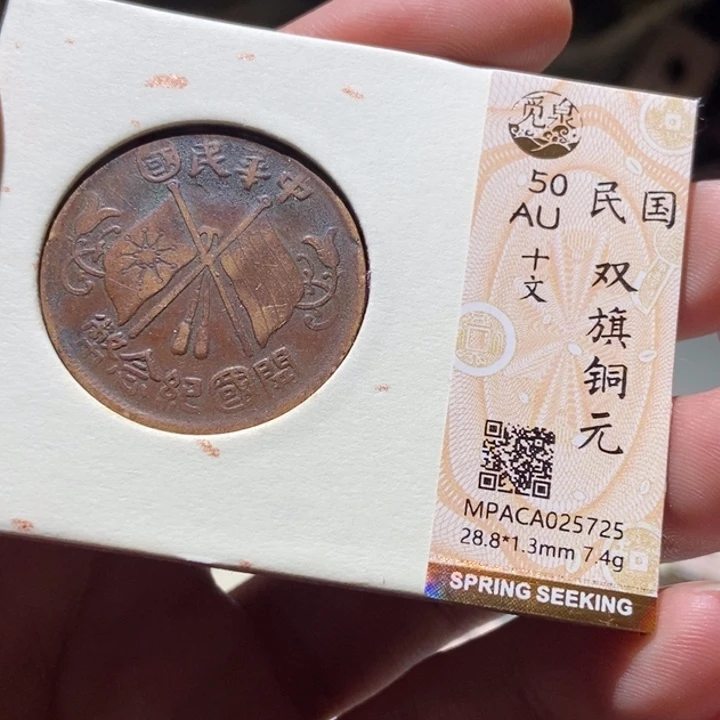 中華民國
開國紀念幣
觅泉
50
AU
十文
民国
双旗铜元
MPACA025725
28.8*1.3mm 7.4g
SPRING SEEKING